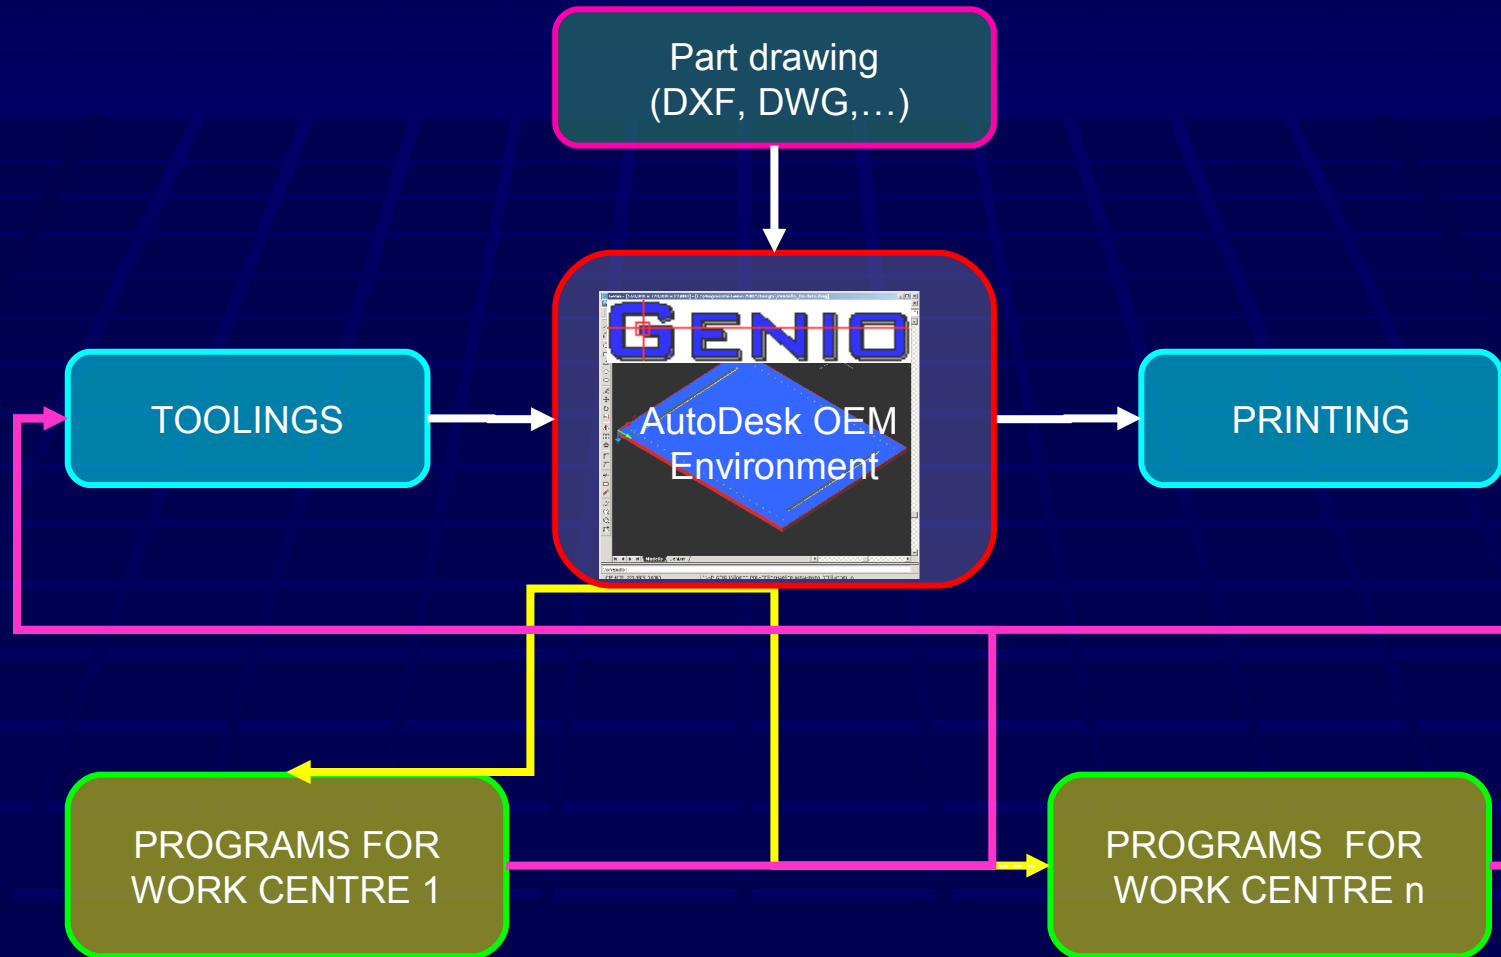 Part drawing
(DXF, DWG,…)
GENIO
TOOLINGS
AutoDesk OEM
Environment
PRINTING
PROGRAMS FOR
WORK CENTRE 1
PROGRAMS FOR
WORK CENTRE n